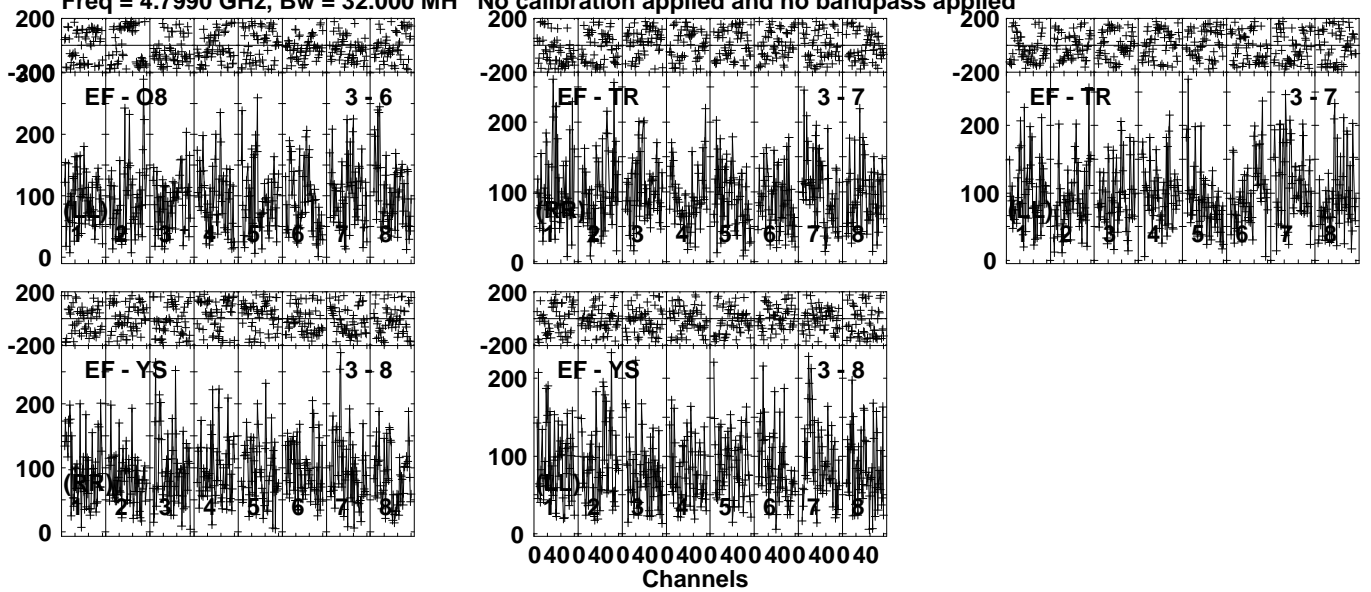 Freq = 4.7990 GHz, Bw = 32.000 MH No calibration applied and no bandpass applied
200 200 200
-200 -200 -200
300
EF - O8 3 - 6 EF - TR 3 - 7 EF - TR 3 - 7
200 200 200
100 100 100
(LL) (RR) (LL)
1 2 3 4 5 6 7 8 1 2 3 4 5 6 7 8 1 2 3 4 5 6 7 8
0 0 0
200 200
-200 -200
EF - YS 3 - 8 EF - YS 3 - 8
200 200
100 100
(RR) (LL)
1 2 3 4 5 6 7 8 1 2 3 4 5 6 7 8
0 0
0 40 0 40 0 40 0 40 0 40 0 40 0 40 0 40
Channels